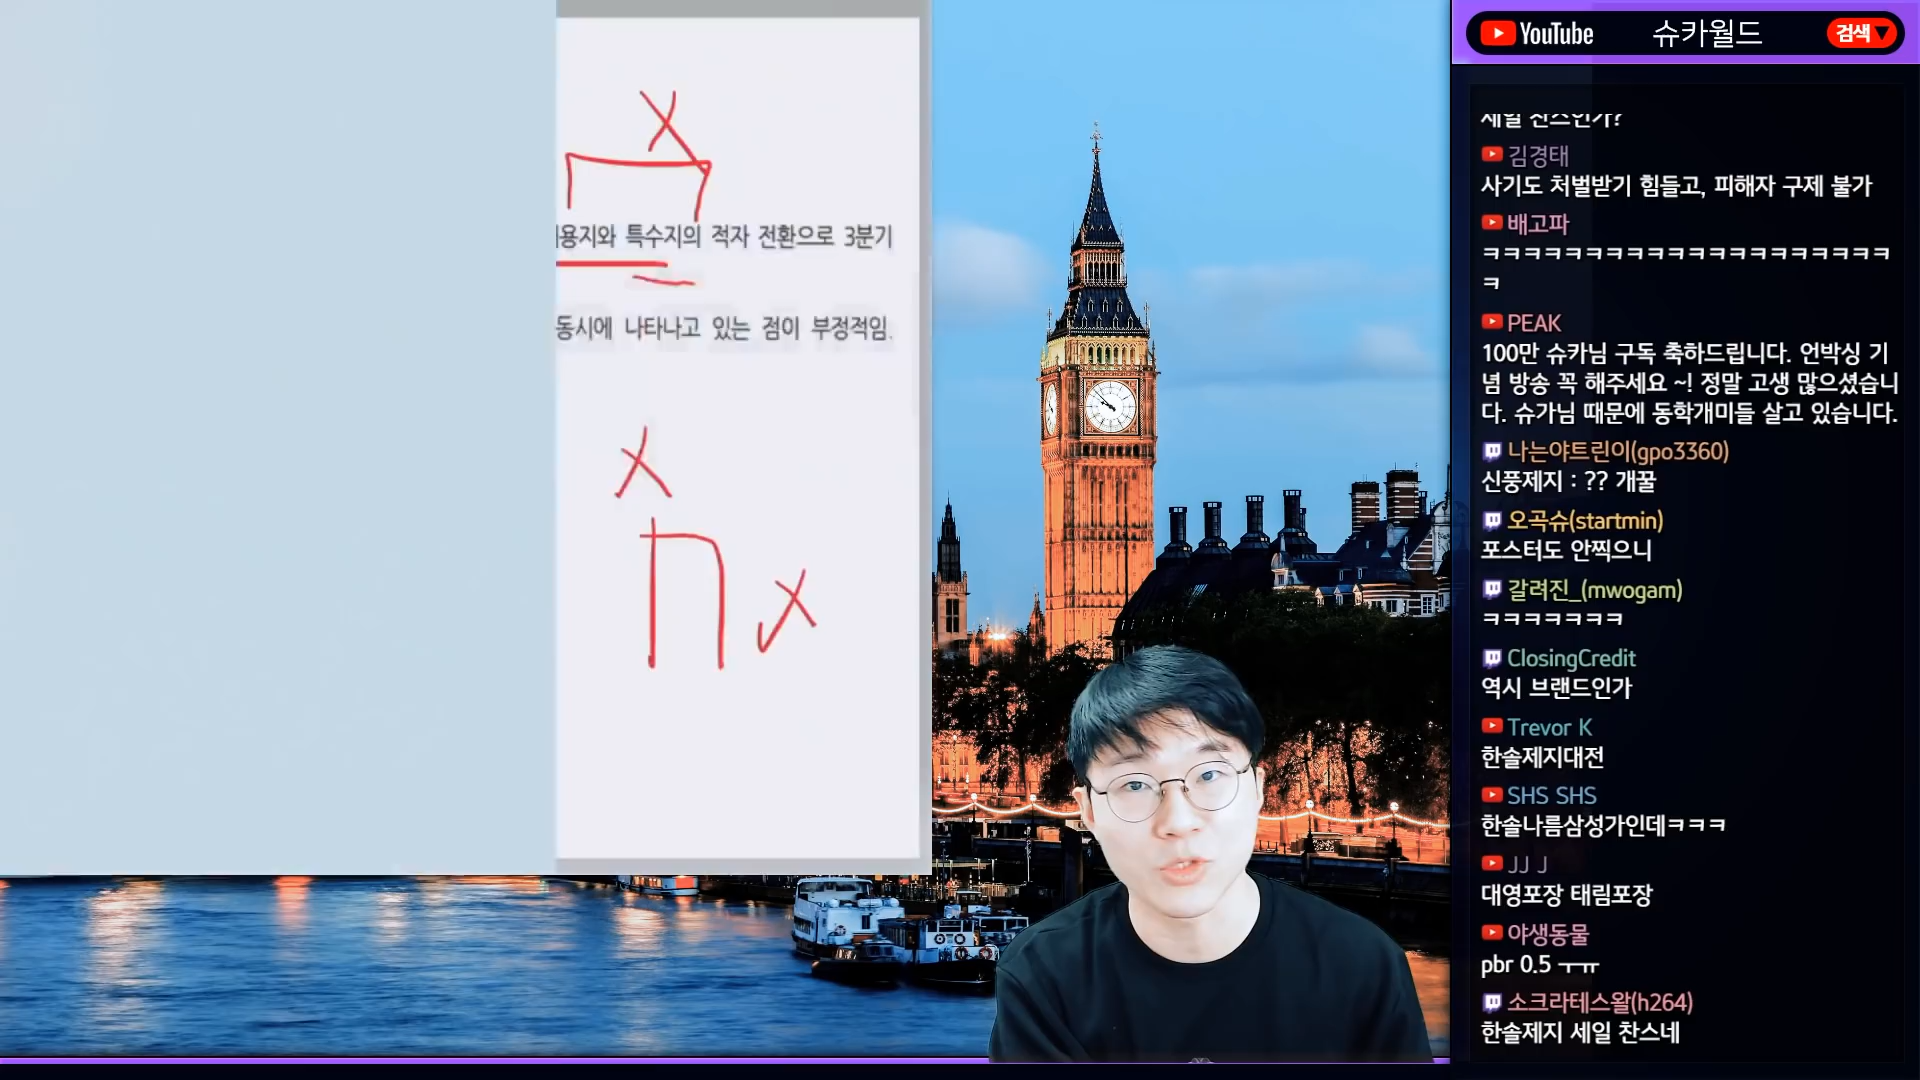 용지와 특수지의 적자 전환으로 3분기
동시에 나타나고 있는 점이 부정적임.
YouTube 슈카월드 검색▼
세일 찬스인가?
김경태
사기도 처벌받기 힘들고, 피해자 구제 불가
배고파
ㅋㅋㅋㅋㅋㅋㅋㅋㅋㅋㅋㅋㅋㅋㅋㅋㅋㅋㅋㅋ
ㅋ
PEAK
100만 슈카님 구독 축하드립니다. 언박싱 기
념 방송 꼭 해주세요 ~! 정말 고생 많으셨습니
다. 슈가님 때문에 동학개미들 살고 있습니다.
나는야트린이(gpo3360)
신풍제지 : ?? 개꿀
오곡슈(startmin)
포스터도 안찍으니
갈려진_(mwogam)
ㅋㅋㅋㅋㅋㅋㅋ
ClosingCredit
역시 브랜드인가
Trevor K
한솔제지대전
SHS SHS
한솔나름삼성가인데ㅋㅋㅋ
JJ J
대영포장 태림포장
야생동물
pbr 0.5 ㅜㅠ
소크라테스왈(h264)
한솔제지 세일 찬스네